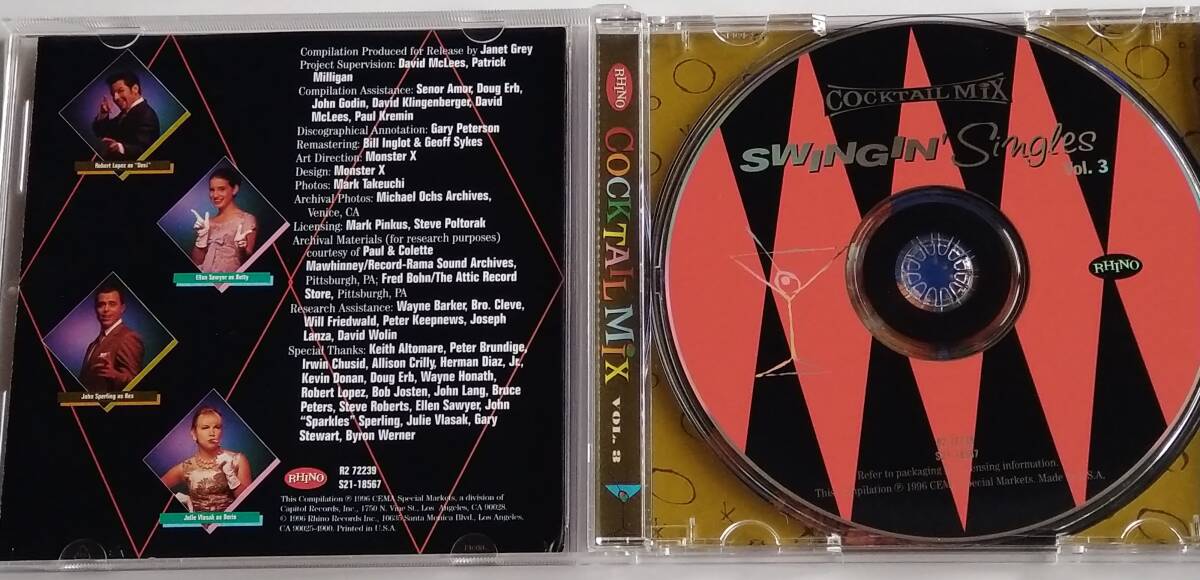 Robert Lopez as "Desi"
Ellen Sawyer as Betty
John Sperling as Rex
Julie Vlasak as Doris
Compilation Produced for Release by Janet Grey
Project Supervision: David McLees, Patrick
Milligan
Compilation Assistance: Senor Amor, Doug Erb,
John Godin, David Klingenberger, David
McLees, Paul Kremin
Discographical Annotation: Gary Peterson
Remastering: Bill Inglot & Geoff Sykes
Art Direction: Monster X
Design: Monster X
Photos: Mark Takeuchi
Archival Photos: Michael Ochs Archives,
Venice, CA
Licensing: Mark Pinkus, Steve Poltorak
Archival Materials (for research purposes)
courtesy of Paul & Colette
Mawhinney/Record-Rama Sound Archives,
Pittsburgh, PA; Fred Bohn/The Attic Record
Store, Pittsburgh, PA
Research Assistance: Wayne Barker, Bro. Cleve,
Will Friedwald, Peter Keepnews, Joseph
Lanza, David Wolin
Special Thanks: Keith Altomare, Peter Brundige,
Irwin Chusid, Allison Crilly, Herman Diaz, Jr.,
Kevin Donan, Doug Erb, Wayne Honath,
Robert Lopez, Bob Josten, John Lang, Bruce
Peters, Steve Roberts, Ellen Sawyer, John
"Sparkles" Sperling, Julie Vlasak, Gary
Stewart, Byron Werner
RHINO
R2 72239
S21-18567
This Compilation ℗ 1996 CEMA Special Markets, a division of
Capitol Records, Inc., 1750 N. Vine St., Los Angeles, CA 90028.
© 1996 Rhino Records Inc., 10635 Santa Monica Blvd., Los Angeles,
CA 90025-4900. Printed in U.S.A.
RHINO
COCKTAIL MiX
VOL. 3
COCKTAIL MiX
SWINGIN' Singles
Vol. 3
RHINO
Refer to packaging licensing information.
This Compilation ℗ 1996 CEMA Special Markets. Made U.S.A.